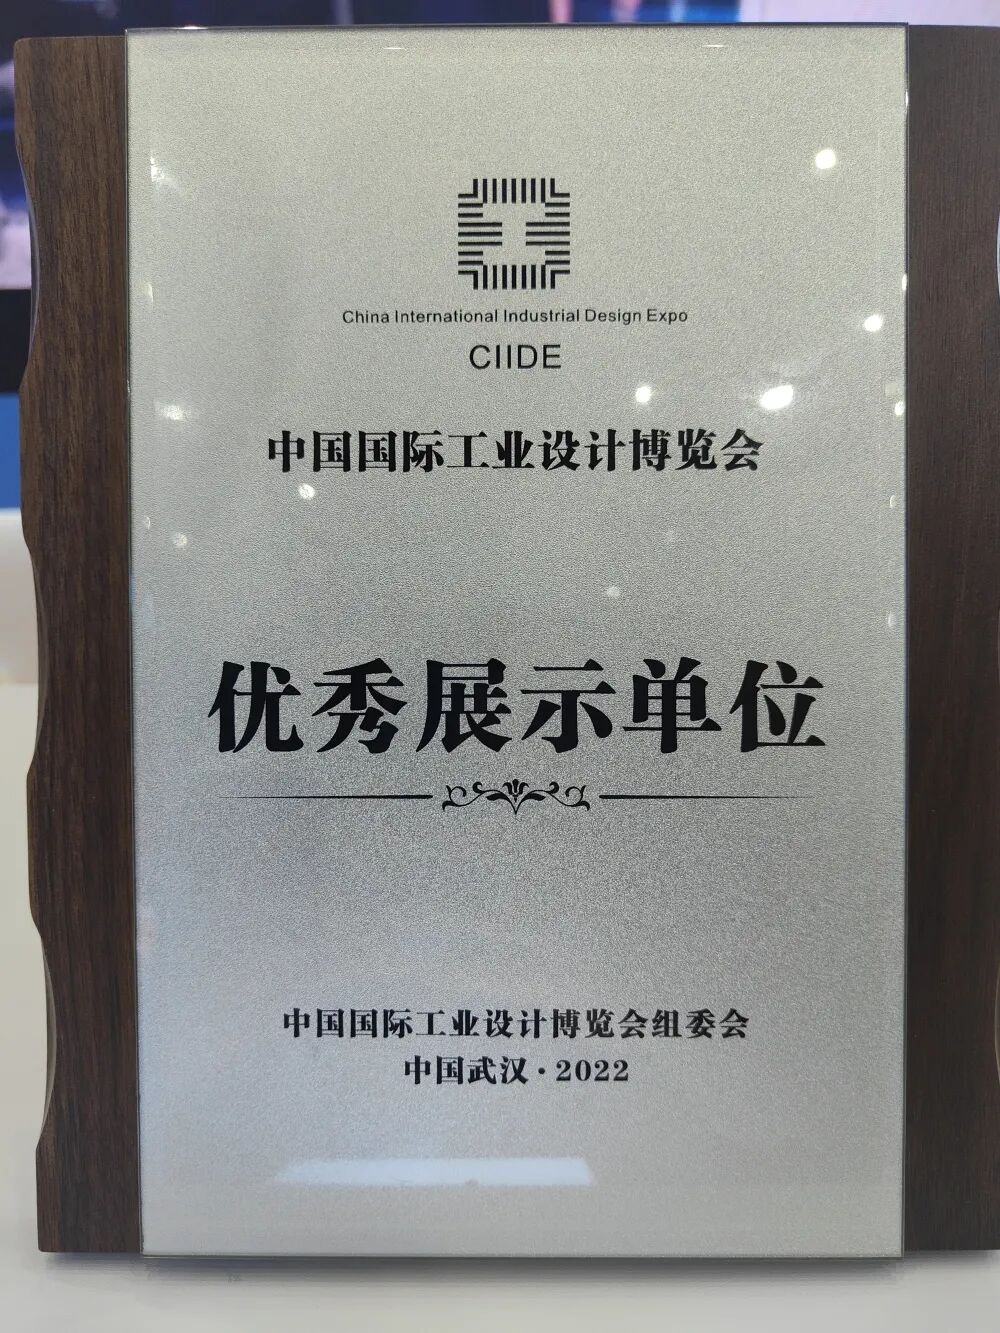 China International Industrial Design Expo
CIIDE
中国国际工业设计博览会
优秀展示单位
中国国际工业设计博览会组委会
中国武汉·2022